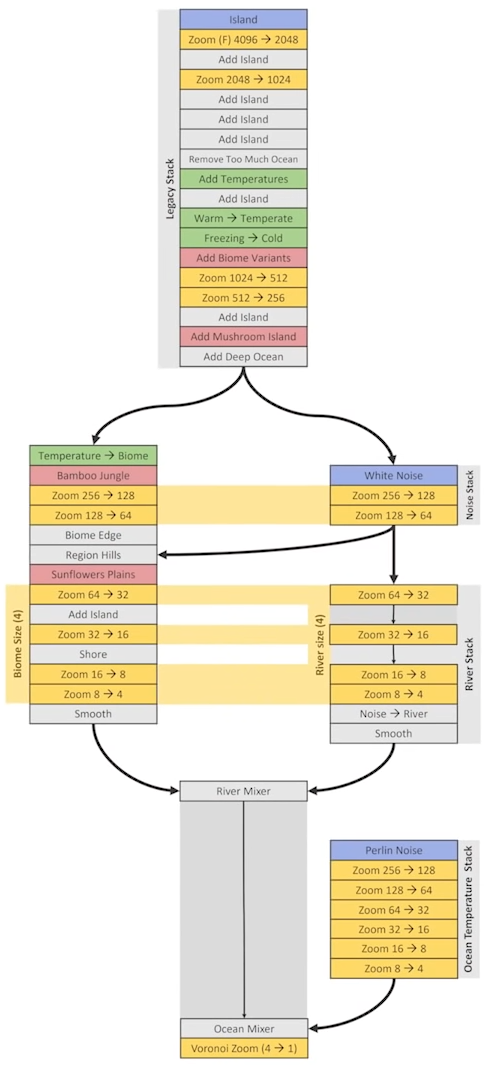 Island
Zoom (F) 4096 → 2048
Add Island
Zoom 2048 → 1024
Add Island
Add Island
Add Island
Remove Too Much Ocean
Add Temperatures
Add Island
Warm → Temperate
Freezing → Cold
Add Biome Variants
Zoom 1024 → 512
Zoom 512 → 256
Add Island
Add Mushroom Island
Add Deep Ocean
Legacy Stack
Temperature → Biome
Bamboo Jungle
Zoom 256 → 128
Zoom 128 → 64
Biome Edge
Region Hills
Sunflowers Plains
Zoom 64 → 32
Add Island
Zoom 32 → 16
Shore
Zoom 16 → 8
Zoom 8 → 4
Smooth
Biome Size (4)
White Noise
Zoom 256 → 128
Zoom 128 → 64
Noise Stack
Zoom 64 → 32
Zoom 32 → 16
Zoom 16 → 8
Zoom 8 → 4
Noise → River
Smooth
River size (4)
River Stack
River Mixer
Perlin Noise
Zoom 256 → 128
Zoom 128 → 64
Zoom 64 → 32
Zoom 32 → 16
Zoom 16 → 8
Zoom 8 → 4
Ocean Temperature Stack
Ocean Mixer
Voronoi Zoom (4 → 1)